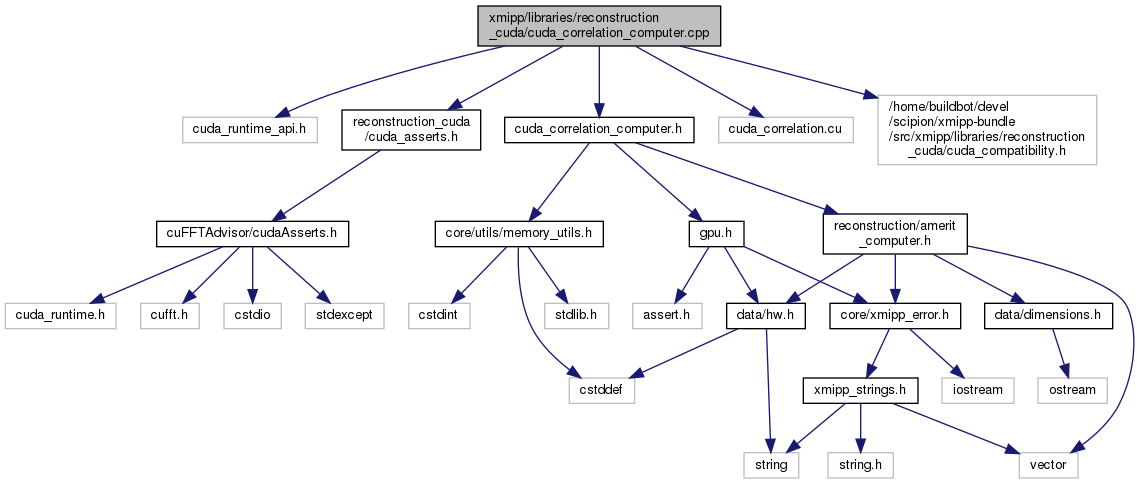 xmipp/libraries/reconstruction
_cuda/cuda_correlation_computer.cpp
cuda_runtime_api.h
reconstruction_cuda
/cuda_asserts.h
cuda_correlation_computer.h
cuda_correlation.cu
/home/buildbot/devel
/scipion/xmipp-bundle
/src/xmipp/libraries/reconstruction
_cuda/cuda_compatibility.h
cuFFTAdvisor/cudaAsserts.h
core/utils/memory_utils.h
gpu.h
reconstruction/amerit
_computer.h
cuda_runtime.h
cufft.h
cstdio
stdexcept
cstdint
stdlib.h
assert.h
data/hw.h
core/xmipp_error.h
data/dimensions.h
cstddef
xmipp_strings.h
iostream
ostream
string
string.h
vector